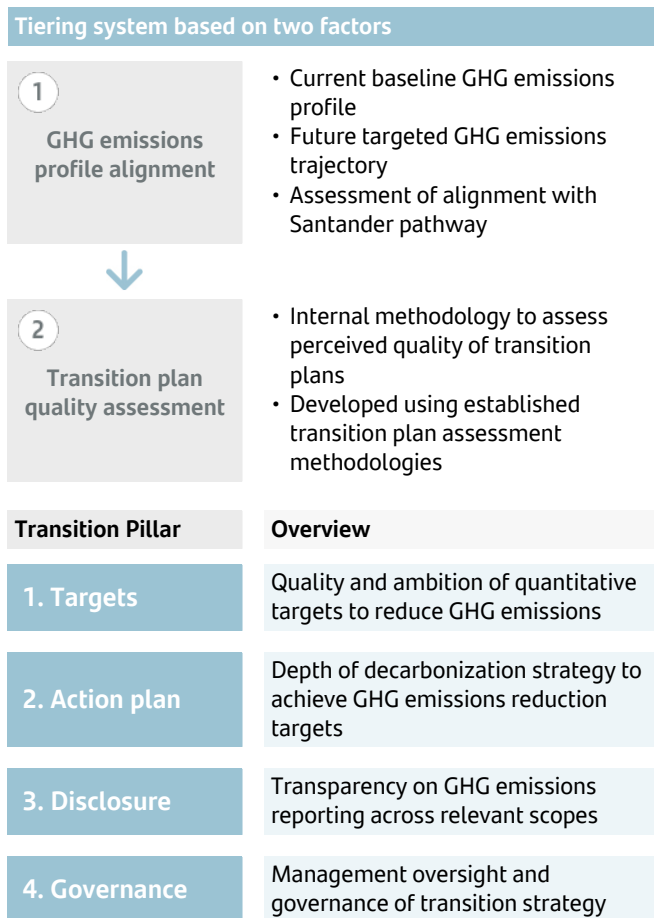 Tiering system based on two factors
1
GHG emissions
profile alignment
• Current baseline GHG emissions
profile
• Future targeted GHG emissions
trajectory
• Assessment of alignment with
Santander pathway
2
Transition plan
quality assessment
• Internal methodology to assess
perceived quality of transition
plans
• Developed using established
transition plan assessment
methodologies
Transition Pillar
Overview
1. Targets
Quality and ambition of quantitative
targets to reduce GHG emissions
2. Action plan
Depth of decarbonization strategy to
achieve GHG emissions reduction
targets
3. Disclosure
Transparency on GHG emissions
reporting across relevant scopes
4. Governance
Management oversight and
governance of transition strategy